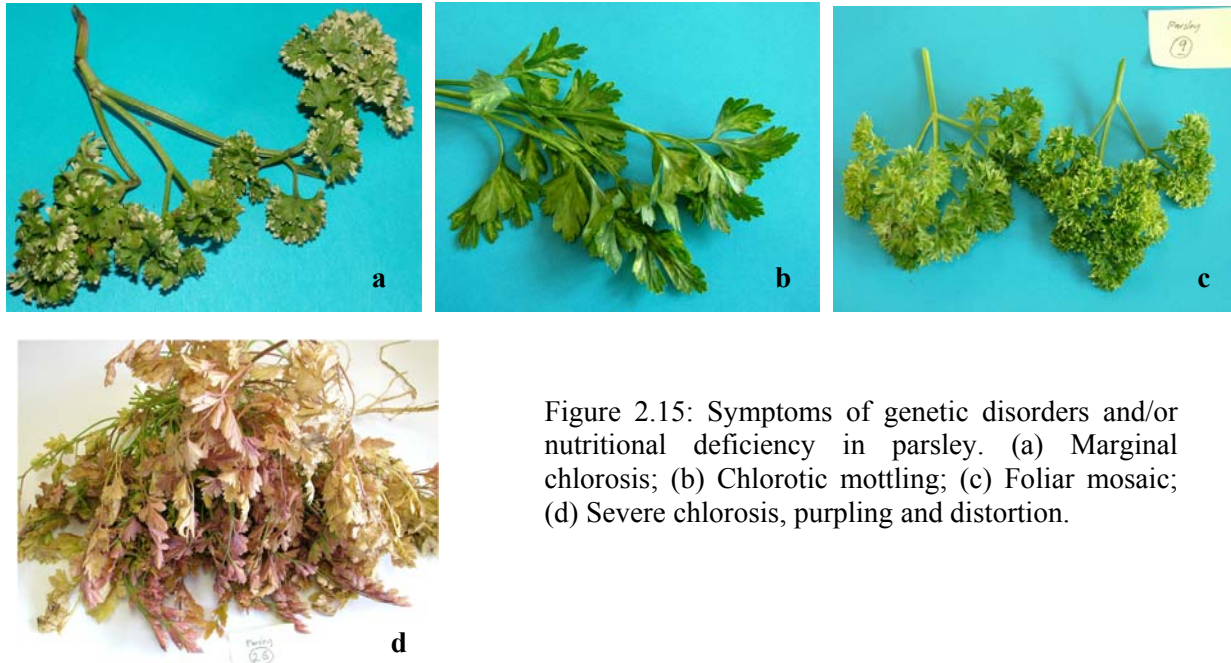 Parsley
9
a
b
c
Parsley
26
d
Figure 2.15: Symptoms of genetic disorders and/or
nutritional deficiency in parsley. (a) Marginal
chlorosis; (b) Chlorotic mottling; (c) Foliar mosaic;
(d) Severe chlorosis, purpling and distortion.